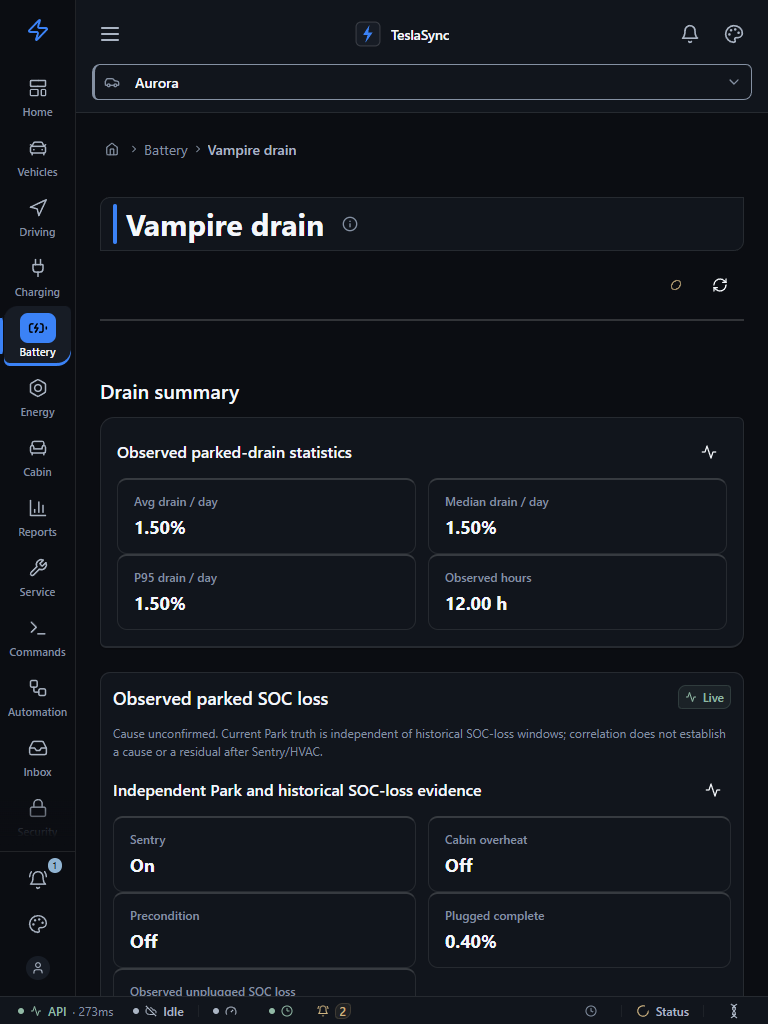 TeslaSync
Aurora
Home
Vehicles
Driving
Charging
Battery
Energy
Cabin
Reports
Service
Commands
Automation
Inbox
Security
1
Battery
Vampire drain
Vampire drain
Drain summary
Observed parked-drain statistics
Avg drain / day
1.50%
Median drain / day
1.50%
P95 drain / day
1.50%
Observed hours
12.00 h
Observed parked SOC loss
Live
Cause unconfirmed. Current Park truth is independent of historical SOC-loss windows; correlation does not establish
a cause or a residual after Sentry/HVAC.
Independent Park and historical SOC-loss evidence
Sentry
On
Cabin overheat
Off
Precondition
Off
Plugged complete
0.40%
Observed unplugged SOC loss
API · 273ms
Idle
2
Status